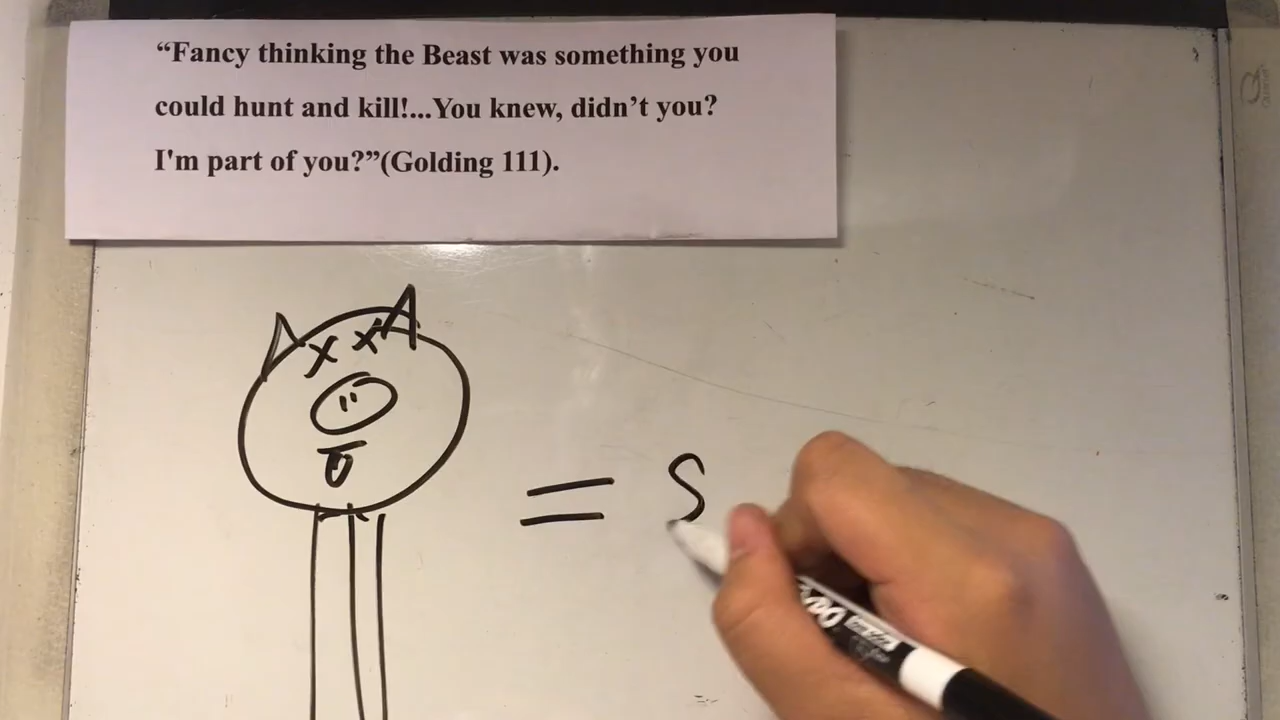 “Fancy thinking the Beast was something you
could hunt and kill!...You knew, didn’t you?
I'm part of you?”(Golding 111).
= S